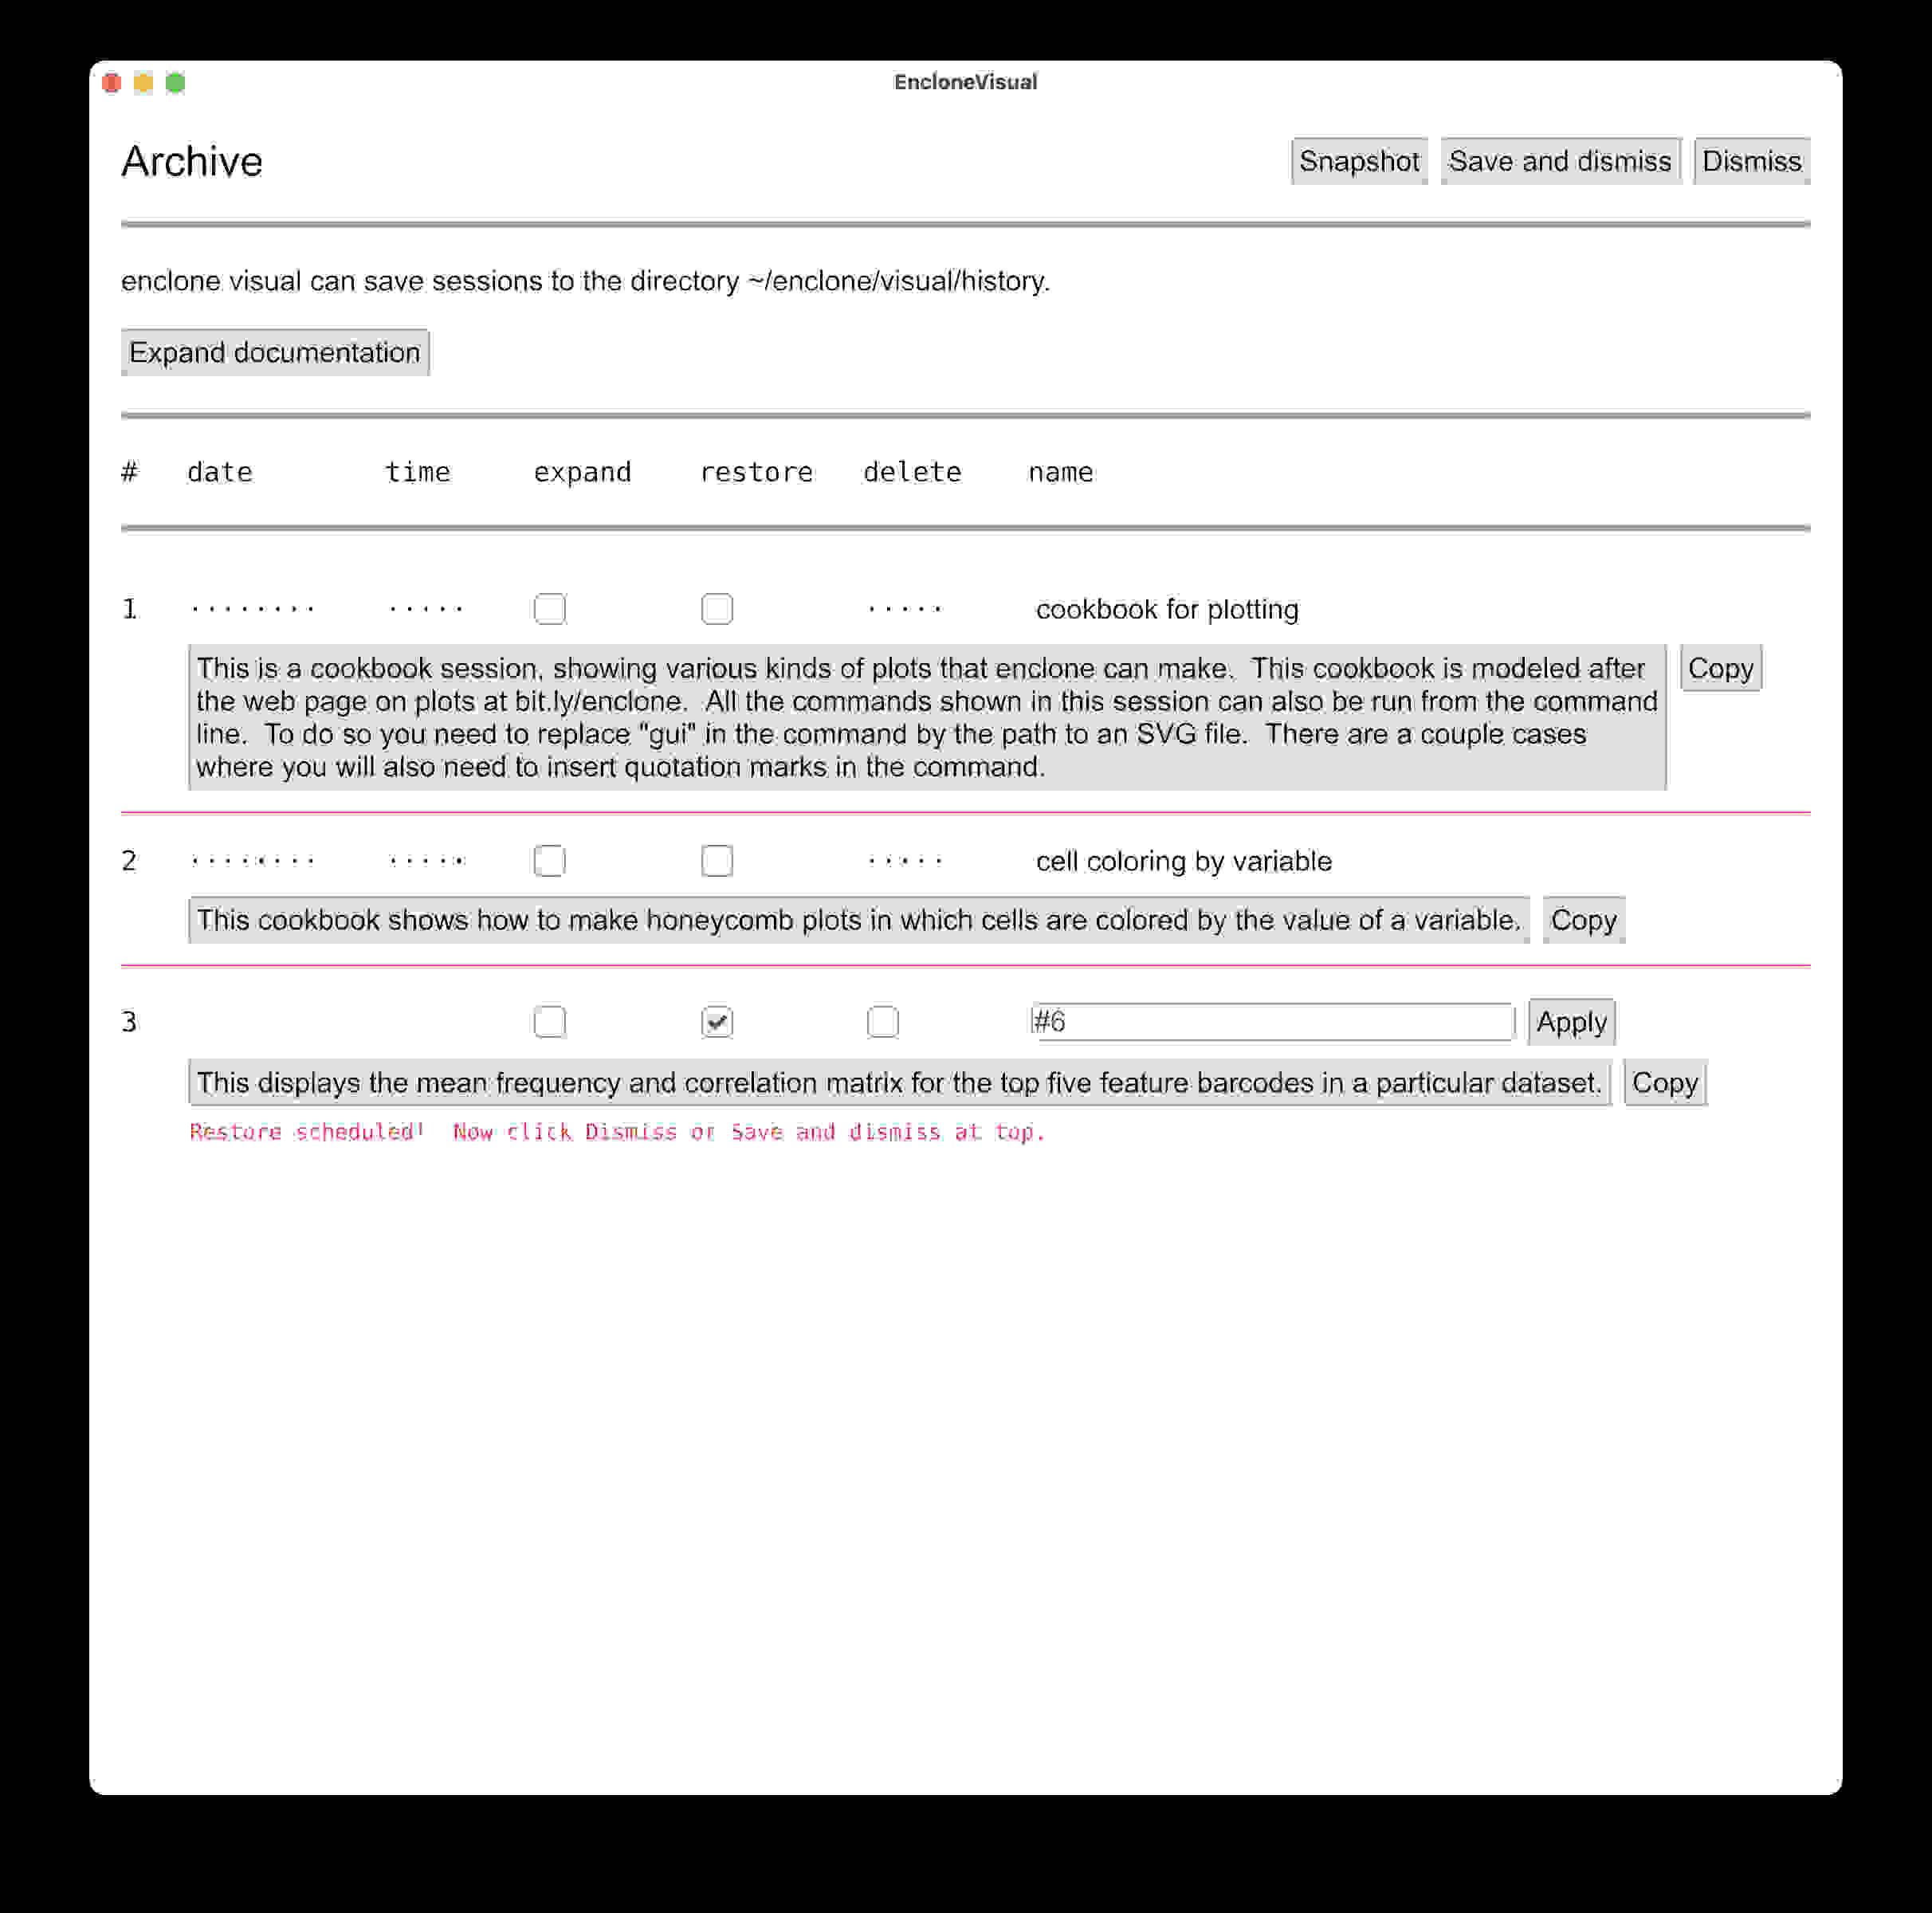 EncloneVisual
Archive Snapshot Save and dismiss Dismiss
enclone visual can save sessions to the directory ~/enclone/visual/history.
Expand documentation
# date time expand restore delete name
1 ········ ····· ····· cookbook for plotting
This is a cookbook session, showing various kinds of plots that enclone can make.  This cookbook is modeled after Copy
the web page on plots at bit.ly/enclone.  All the commands shown in this session can also be run from the command
line.  To do so you need to replace "gui" in the command by the path to an SVG file.  There are a couple cases
where you will also need to insert quotation marks in the command.
2 ········ ····· ····· cell coloring by variable
This cookbook shows how to make honeycomb plots in which cells are colored by the value of a variable. Copy
3 #6 Apply
This displays the mean frequency and correlation matrix for the top five feature barcodes in a particular dataset. Copy
Restore scheduled!  Now click Dismiss or Save and dismiss at top.